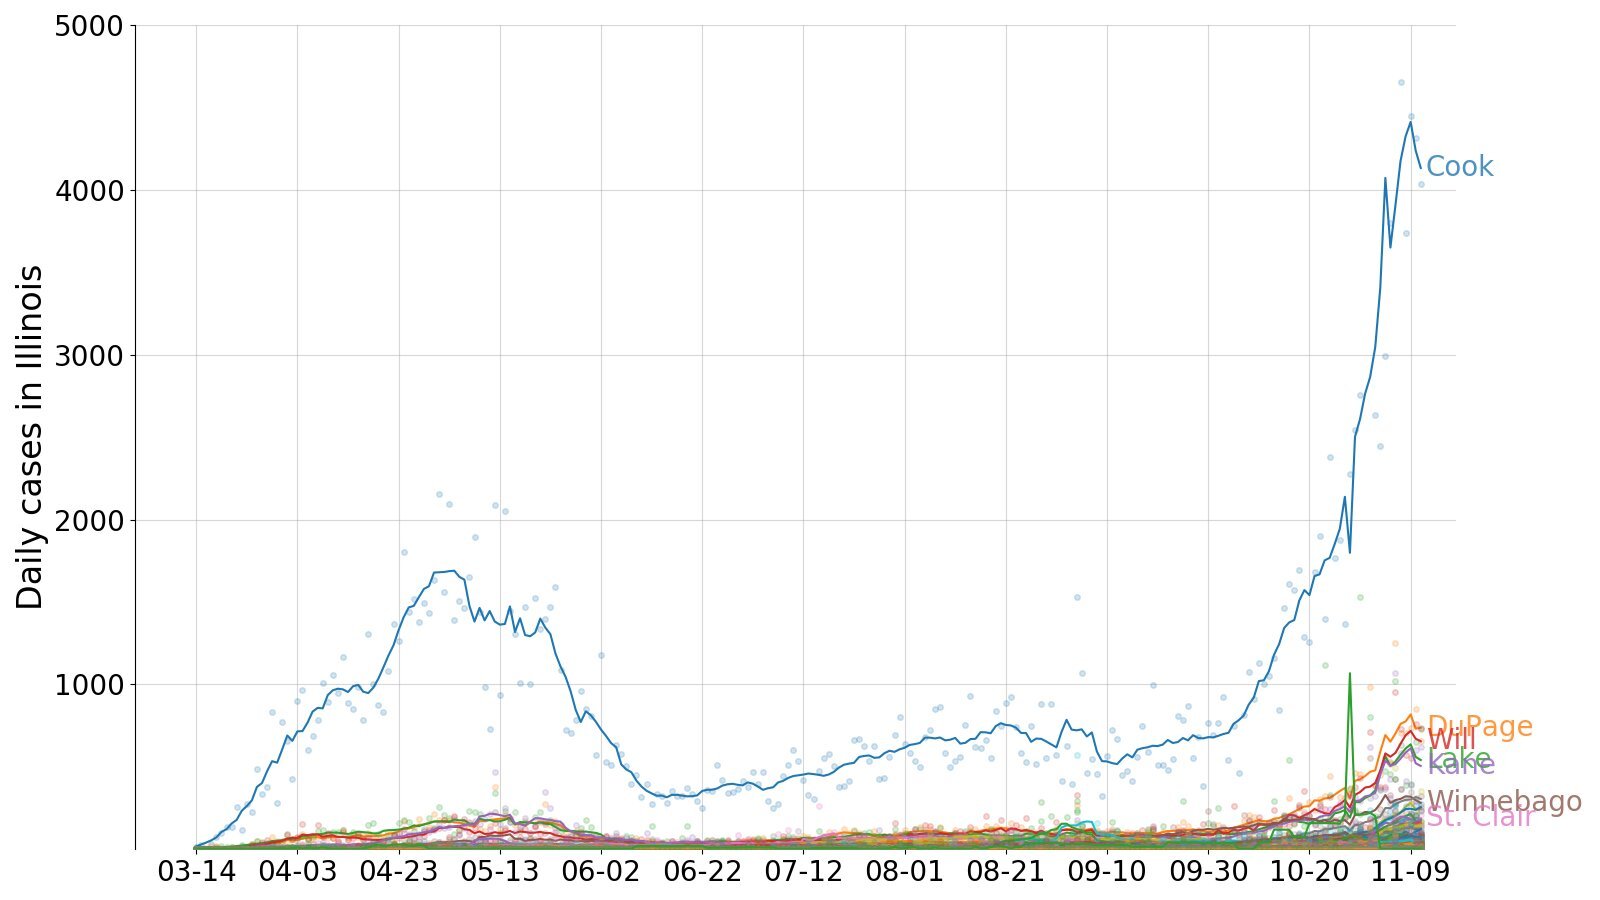 Daily cases in Illinois
5000
4000
3000
2000
1000
03-14 04-03 04-23 05-13 06-02 06-22 07-12 08-01 08-21 09-10 09-30 10-20 11-09
Cook
DuPage
Will
Lake
Kane
Winnebago
St. Clair